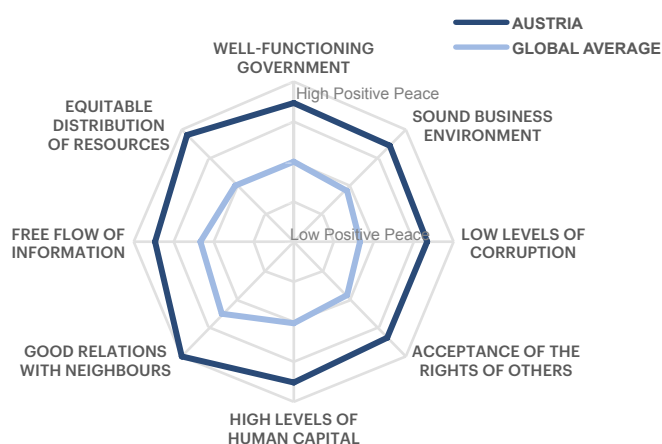 AUSTRIA
GLOBAL AVERAGE
WELL-FUNCTIONING
GOVERNMENT
High Positive Peace
SOUND BUSINESS
ENVIRONMENT
EQUITABLE
DISTRIBUTION
OF RESOURCES
FREE FLOW OF
INFORMATION
Low Positive Peace
LOW LEVELS OF
CORRUPTION
GOOD RELATIONS
WITH NEIGHBOURS
ACCEPTANCE OF THE
RIGHTS OF OTHERS
HIGH LEVELS OF
HUMAN CAPITAL